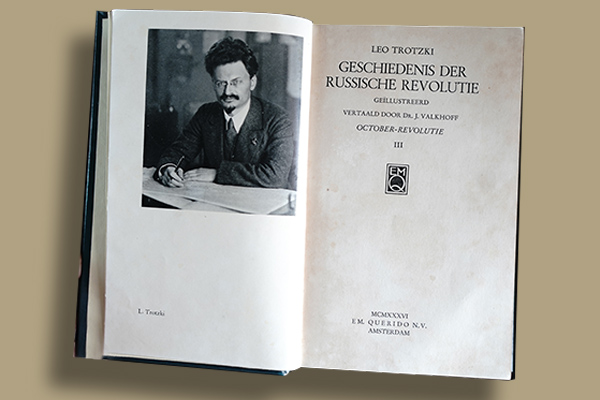 L. Trotzki
LEO TROTZKI
GESCHIEDENIS DER
RUSSISCHE REVOLUTIE
GEÏLLUSTREERD
VERTAALD DOOR DR. J. VALKHOFF
OCTOBER-REVOLUTIE
III
EM
Q
MCMXXXVI
EM. QUERIDO N.V.
AMSTERDAM